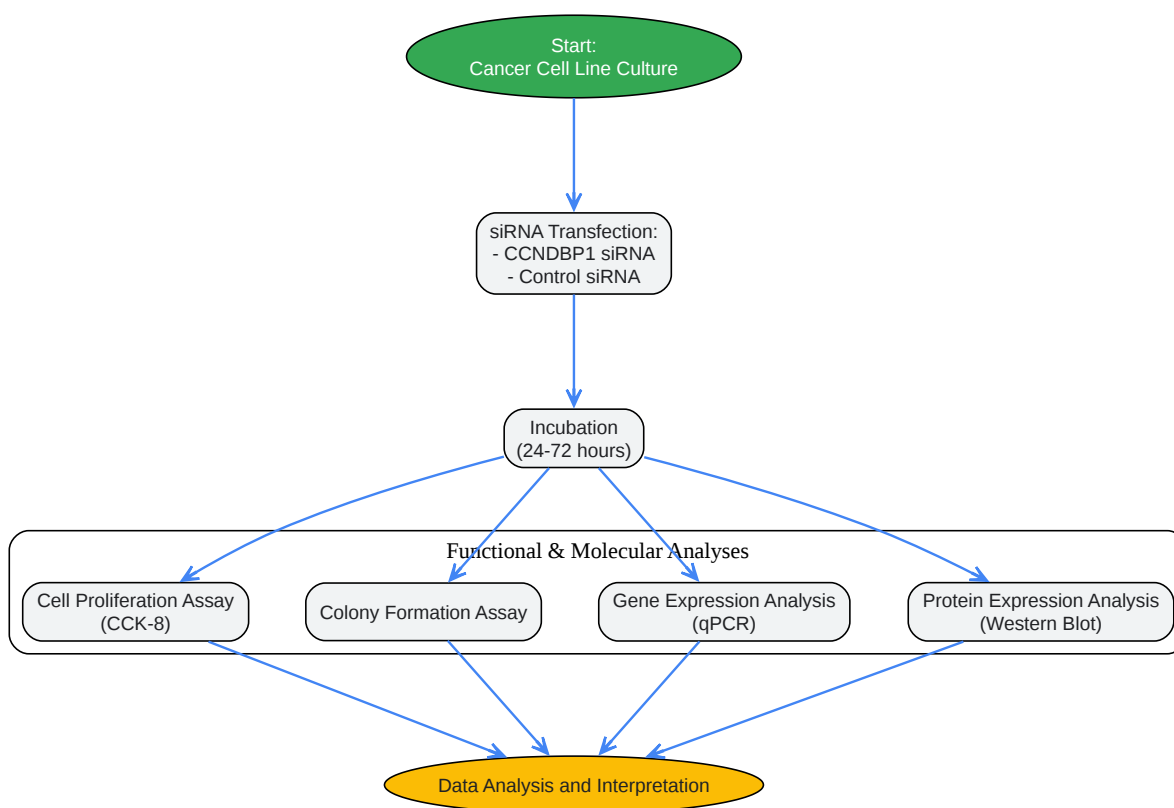 Start:
Cancer Cell Line Culture
siRNA Transfection:
- CCNDBP1 siRNA
- Control siRNA
Incubation
(24-72 hours)
Functional & Molecular Analyses
Cell Proliferation Assay
(CCK-8)
Colony Formation Assay
Gene Expression Analysis
(qPCR)
Protein Expression Analysis
(Western Blot)
Data Analysis and Interpretation